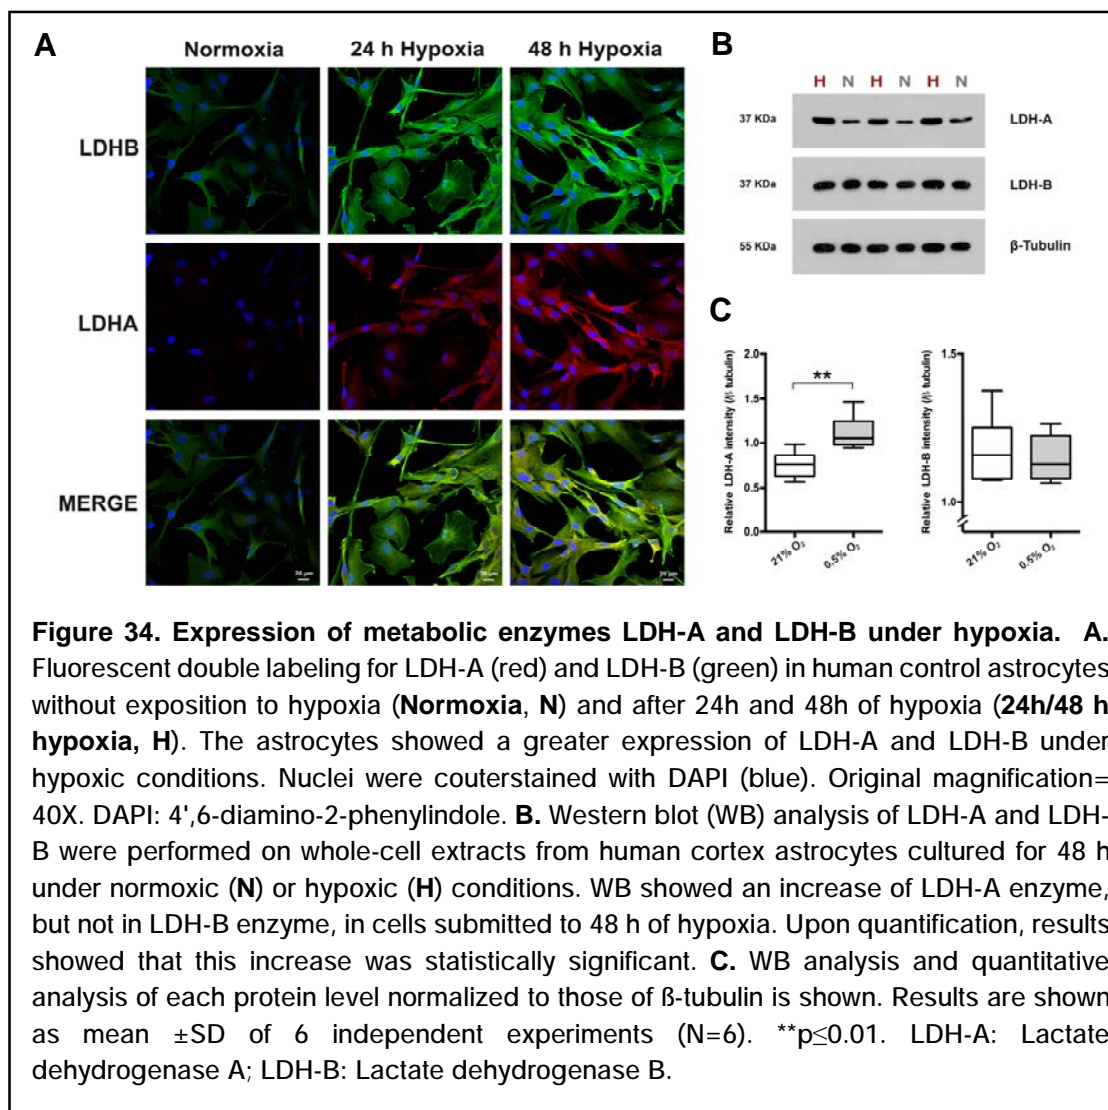 A
B
Normoxia 24 h Hypoxia 48 h Hypoxia
H N H N H N
LDHB
37 KDa LDH-A
37 KDa LDH-B
55 KDa β-Tubulin
LDHA
C
MERGE
Relative LDH-A intensity (/ß tubulin)
2.0
1.5
1.0
0.5
0.0
**
21% O₂
0.5% O₂
Relative LDH-B intensity (/ß tubulin)
1.5
1.0
21% O₂
0.5% O₂
Figure 34. Expression of metabolic enzymes LDH-A and LDH-B under hypoxia. A.
Fluorescent double labeling for LDH-A (red) and LDH-B (green) in human control astrocytes
without exposition to hypoxia (Normoxia, N) and after 24h and 48h of hypoxia (24h/48 h
hypoxia, H). The astrocytes showed a greater expression of LDH-A and LDH-B under
hypoxic conditions. Nuclei were couterstained with DAPI (blue). Original magnification=
40X. DAPI: 4',6-diamino-2-phenylindole. B. Western blot (WB) analysis of LDH-A and LDH-
B were performed on whole-cell extracts from human cortex astrocytes cultured for 48 h
under normoxic (N) or hypoxic (H) conditions. WB showed an increase of LDH-A enzyme,
but not in LDH-B enzyme, in cells submitted to 48 h of hypoxia. Upon quantification, results
showed that this increase was statistically significant. C. WB analysis and quantitative
analysis of each protein level normalized to those of ß-tubulin is shown. Results are shown
as mean ±SD of 6 independent experiments (N=6). **p≤0.01. LDH-A: Lactate
dehydrogenase A; LDH-B: Lactate dehydrogenase B.